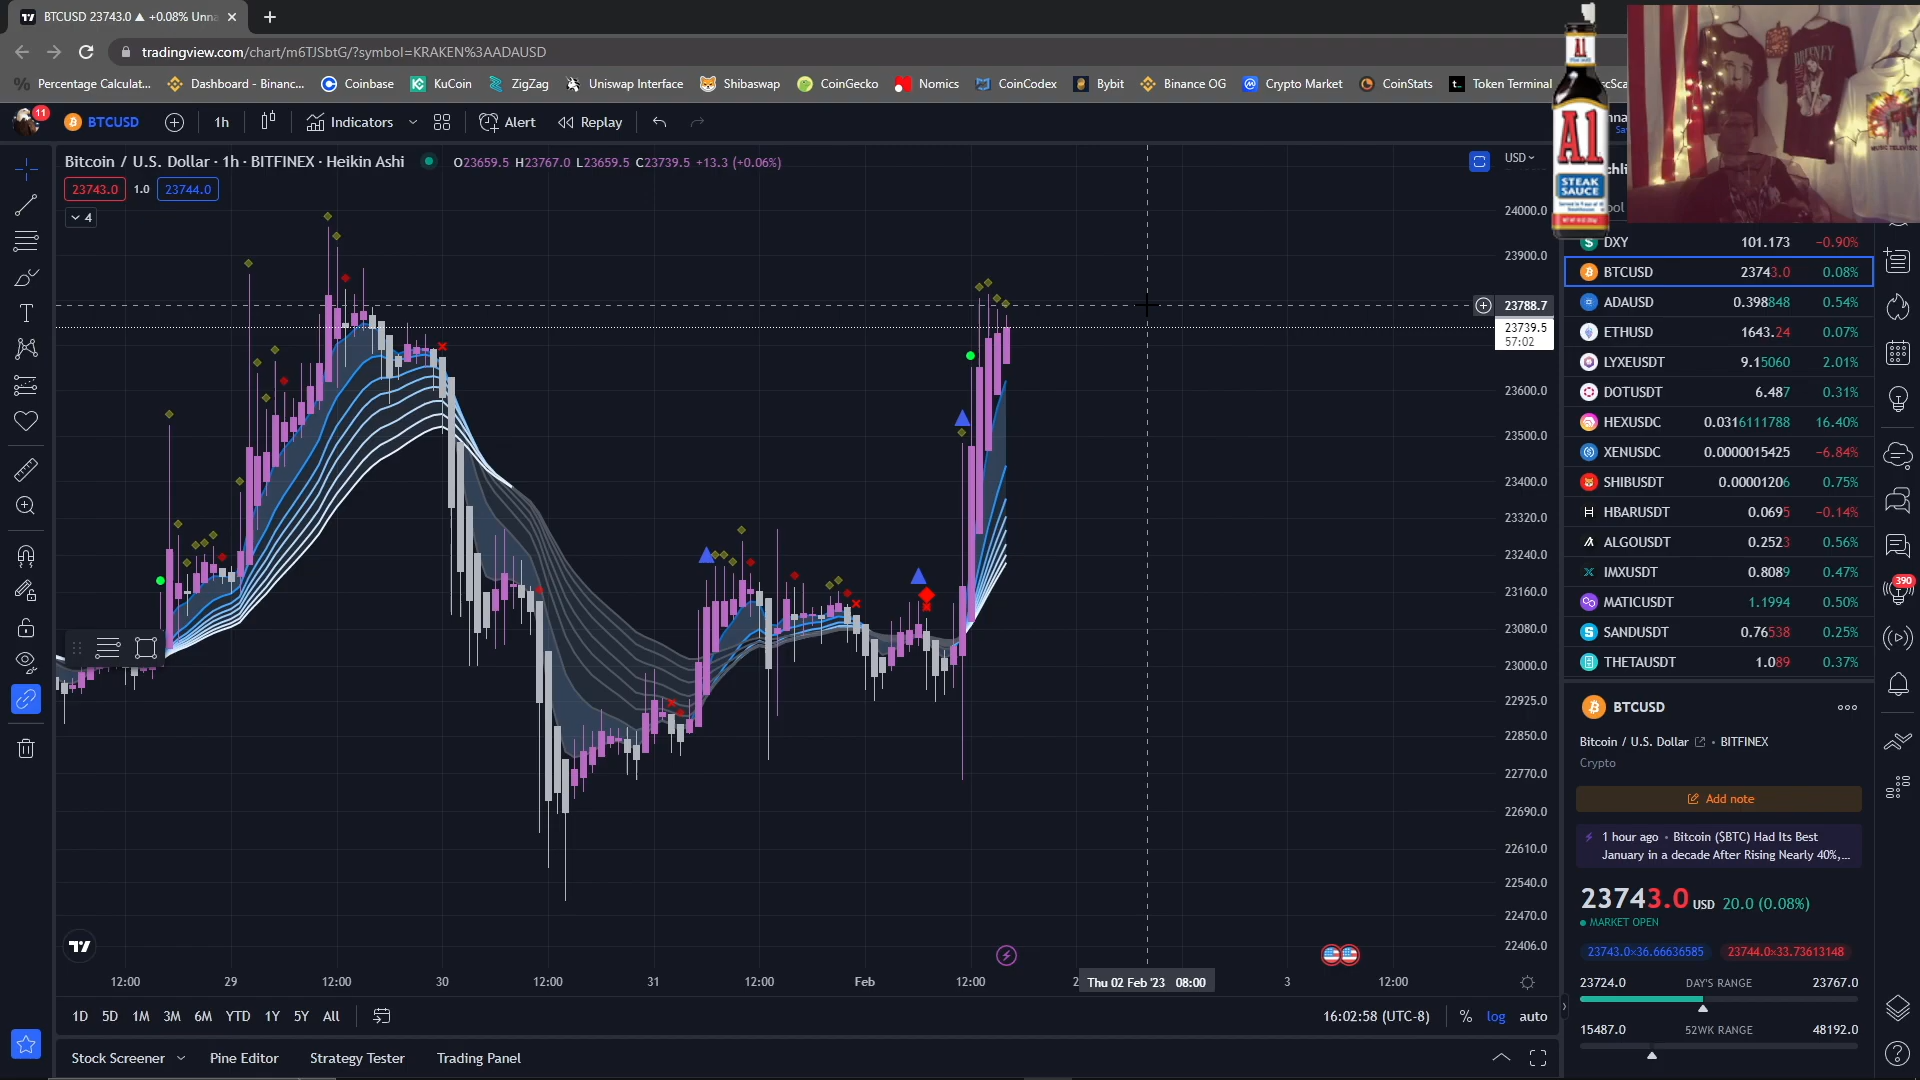 BTCUSD 23743.0 ▲ +0.08% Unna
tradingview.com/chart/m6TJSbtG/?symbol=KRAKEN%3AADAUSD
Percentage Calculat... Dashboard - Binanc... Coinbase KuCoin ZigZag Uniswap Interface Shibaswap CoinGecko Nomics CoinCodex Bybit Binance OG Crypto Market CoinStats Token Terminal
11 BTCUSD 1h Indicators Alert Replay
Bitcoin / U.S. Dollar · 1h · BITFINEX · Heikin Ashi O23659.5 H23767.0 L23659.5 C23739.5 +13.3 (+0.06%)
USD
23743.0 1.0 23744.0
4
A1
STEAK
SAUCE
24000.0
23900.0
23788.7
23739.5
57:02
23600.0
23500.0
23400.0
23320.0
23240.0
23160.0
23080.0
23000.0
22925.0
22850.0
22770.0
22690.0
22610.0
22540.0
22470.0
22406.0
12:00 29 12:00 30 12:00 31 12:00 Feb 12:00 2 Thu 02 Feb '23 08:00 3 12:00
1D 5D 1M 3M 6M YTD 1Y 5Y All
16:02:58 (UTC-8) % log auto
Stock Screener Pine Editor Strategy Tester Trading Panel
DXY 101.173 −0.90%
BTCUSD 23743.0 0.08%
ADAUSD 0.398848 0.54%
ETHUSD 1643.24 0.07%
LYXEUSDT 9.15060 2.01%
DOTUSDT 6.487 0.31%
HEXUSDC 0.0316111788 16.40%
XENUSDC 0.0000015425 −6.84%
SHIBUSDT 0.00001206 0.75%
HBARUSDT 0.0695 −0.14%
ALGOUSDT 0.2523 0.56%
IMXUSDT 0.8089 0.47%
MATICUSDT 1.1994 0.50%
SANDUSDT 0.76538 0.25%
THETAUSDT 1.089 0.37%
390
BTCUSD
Bitcoin / U.S. Dollar · BITFINEX
Crypto
Add note
1 hour ago · Bitcoin ($BTC) Had Its Best
January in a decade After Rising Nearly 40%,...
23743.0 USD 20.0 (0.08%)
MARKET OPEN
23743.0×36.66636585 23744.0×33.73613148
23724.0 DAY'S RANGE 23767.0
15487.0 52WK RANGE 48192.0